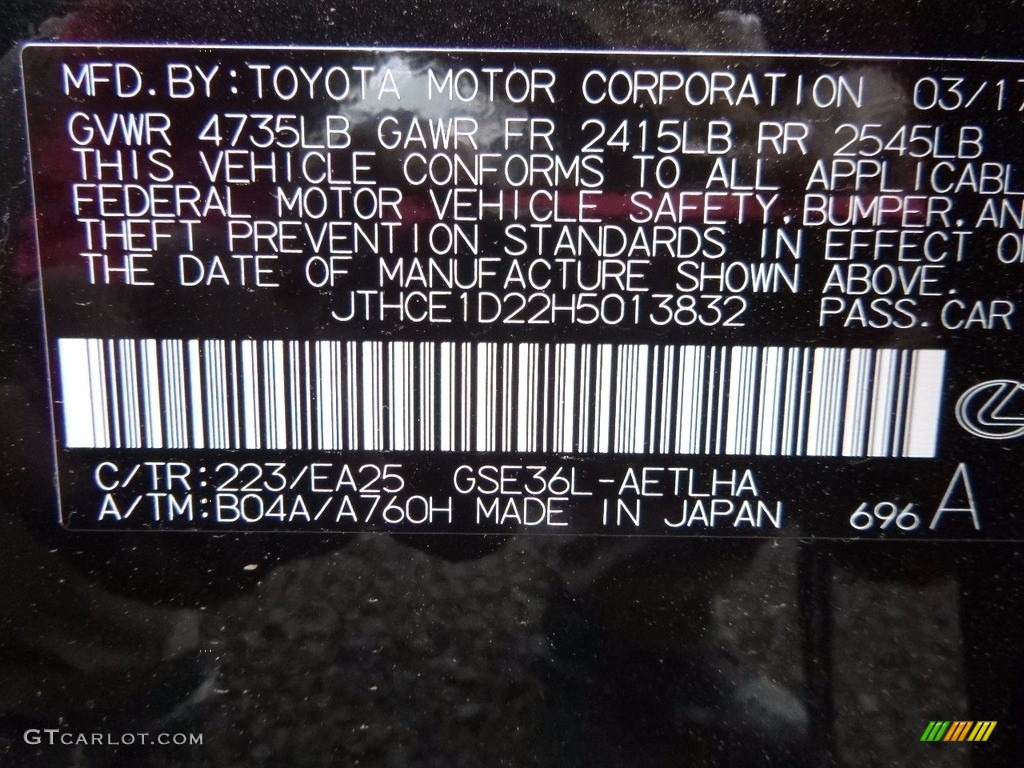 MFD.BY:TOYOTA MOTOR CORPORATION 03/17
GVWR 4735LB GAWR FR 2415LB RR 2545LB
THIS VEHICLE CONFORMS TO ALL APPLICABL
FEDERAL MOTOR VEHICLE SAFETY,BUMPER,AN
THEFT PREVENTION STANDARDS IN EFFECT O
THE DATE OF MANUFACTURE SHOWN ABOVE.
JTHCE1D22H5013832 PASS.CAR
C/TR:223/EA25 GSE36L-AETLHA
A/TM:B04A/A760H MADE IN JAPAN 696 A
GTCARLOT.COM